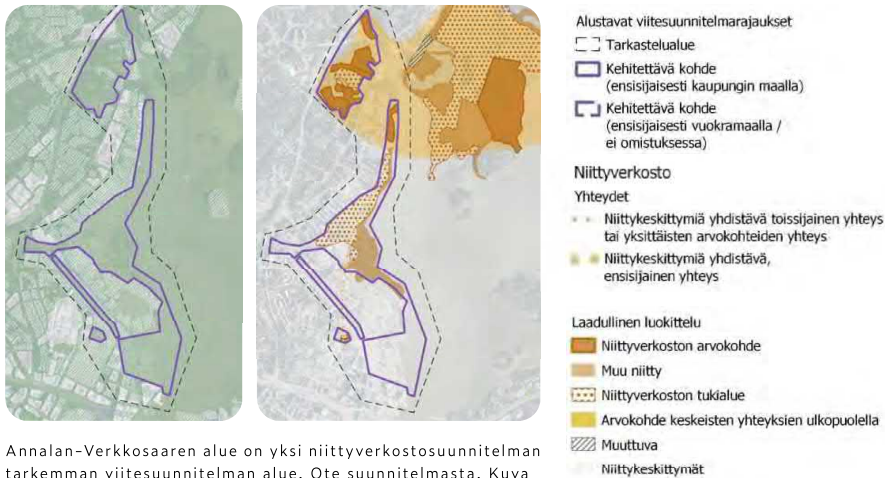 Alustavat viitesuunnitelmarajaukset
Tarkastelualue
Kehitettävä kohde
(ensisijaisesti kaupungin maalla)
Kehitettävä kohde
(ensisijaisesti vuokramaalla /
ei omistuksessa)
Niittyverkosto
Yhteydet
Niittykeskittymiä yhdistävä toissijainen yhteys
tai yksittäisten arvokohteiden yhteys
Niittykeskittymiä yhdistävä,
ensisijainen yhteys
Laadullinen luokittelu
Niittyverkoston arvokohde
Muu niitty
Niittyverkoston tukialue
Arvokohde keskeisten yhteyksien ulkopuolella
Muuttuva
Niittykeskittymät
Annalan-Verkkosaaren alue on yksi niittyverkostosuunnitelman
tarkemman viitesuunnitelman alue. Ote suunnitelmasta. Kuva